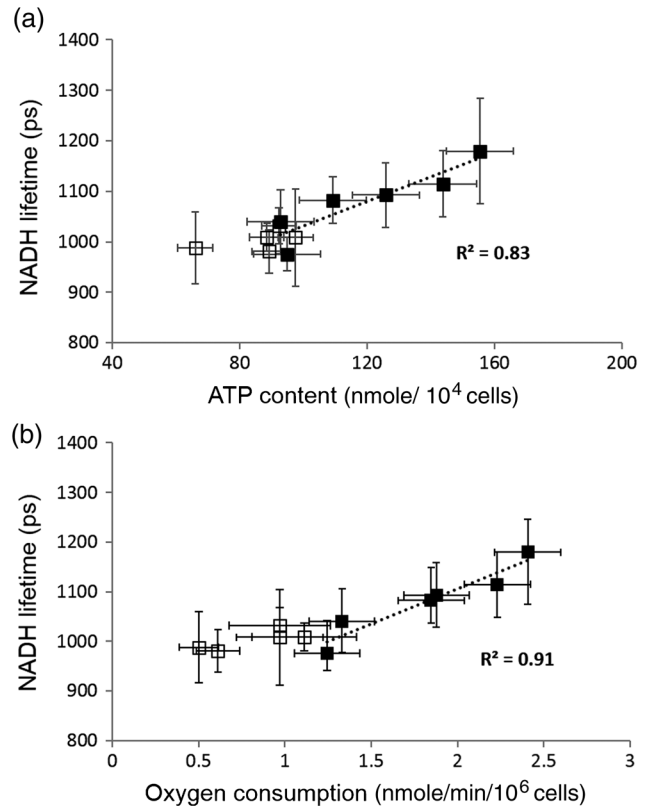 (a)
1400
1300
1200
1100
1000
900
800
NADH lifetime (ps)
R² = 0.83
40 80 120 160 200
ATP content (nmole/ 10⁴ cells)
(b)
1400
1300
1200
1100
1000
900
800
NADH lifetime (ps)
R² = 0.91
0 0.5 1 1.5 2 2.5 3
Oxygen consumption (nmole/min/10⁶ cells)